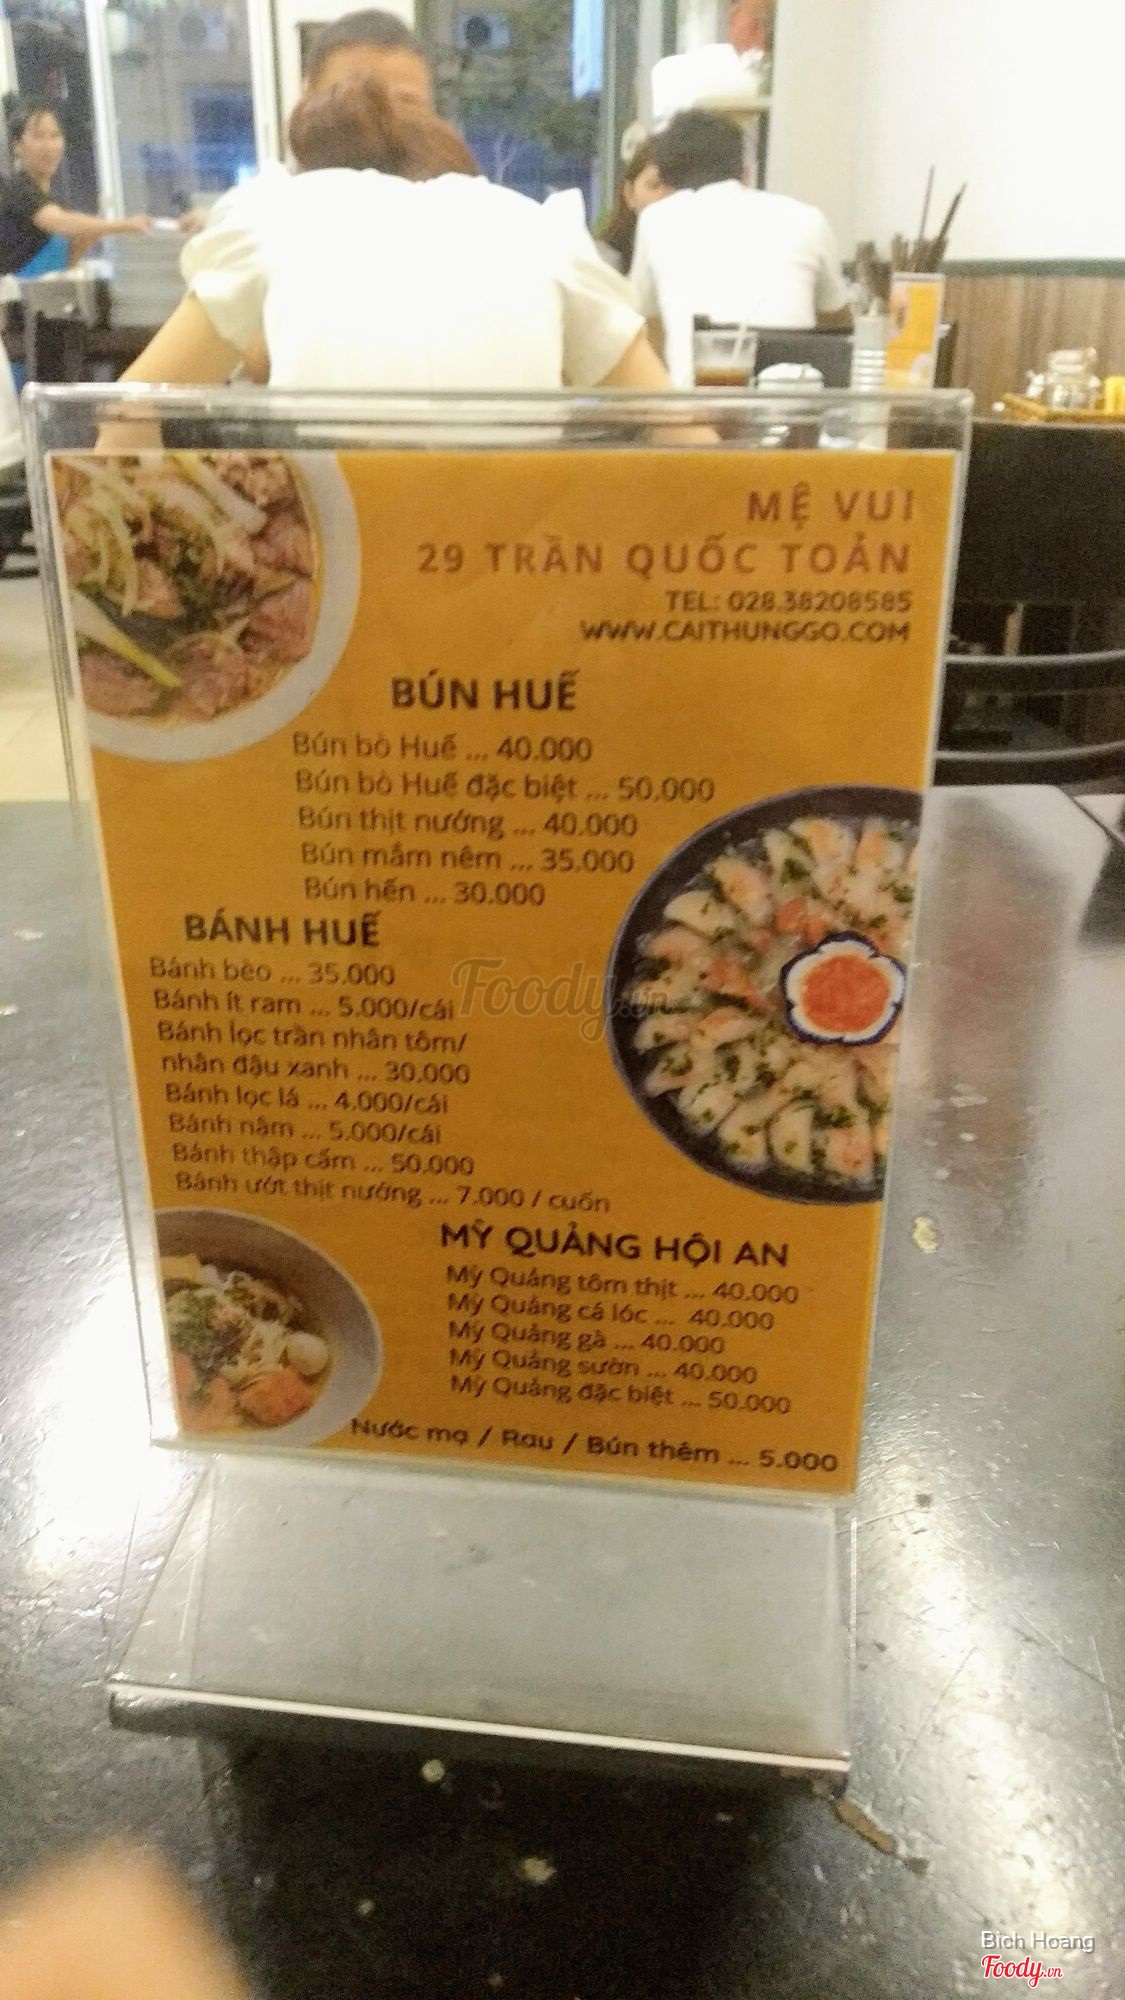 MỆ VUI
29 TRẦN QUỐC TOẢN
TEL: 028.38208585
WWW.CAITHUNGGO.COM
BÚN HUẾ
Bún bò Huế ... 40.000
Bún bò Huế đặc biệt ... 50.000
Bún thịt nướng ... 40.000
Bún mắm nêm ... 35.000
Bún hến ... 30.000
BÁNH HUẾ
Bánh bèo ... 35.000
Bánh ít ram ... 5.000/cái
Bánh lọc trần nhân tôm/
nhân đậu xanh ... 30.000
Bánh lọc lá ... 4.000/cái
Bánh nậm ... 5.000/cái
Bánh thập cẩm ... 50.000
Bánh ướt thịt nướng ... 7.000 / cuốn
Foody.vn
MỲ QUẢNG HỘI AN
Mỳ Quảng tôm thịt ... 40.000
Mỳ Quảng cá lóc ... 40.000
Mỳ Quảng gà ... 40.000
Mỳ Quảng sườn ... 40.000
Mỳ Quảng đặc biệt ... 50.000
Nước mạ / Rau / Bún thêm ... 5.000
Bich Hoang
Foody.vn